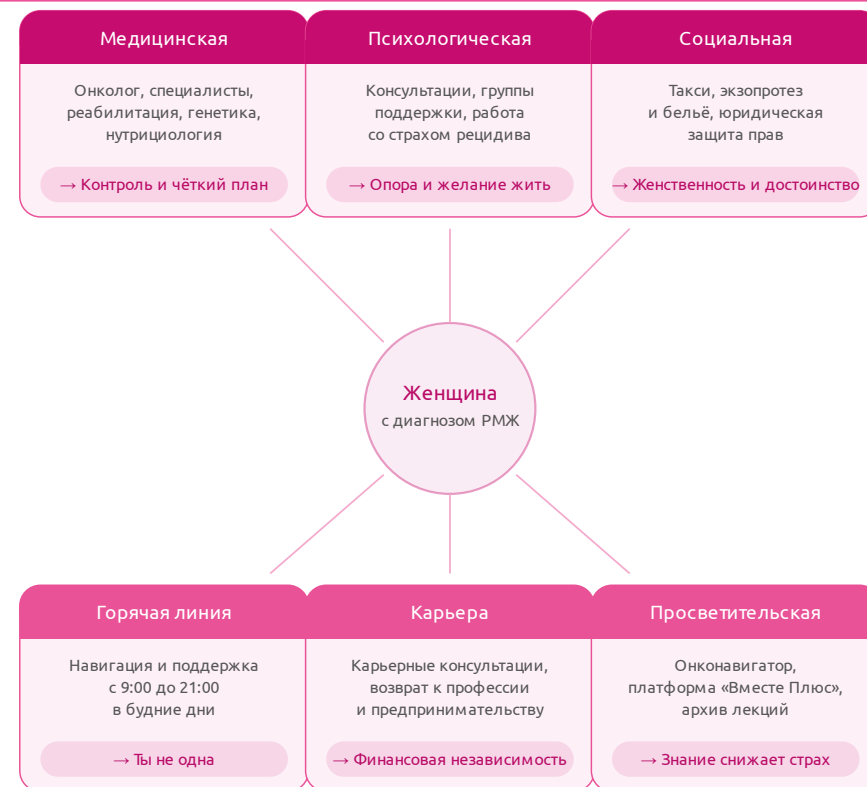 Медицинская
Онколог, специалисты,
реабилитация, генетика,
нутрициология
→ Контроль и чёткий план
Психологическая
Консультации, группы
поддержки, работа
со страхом рецидива
→ Опора и желание жить
Социальная
Такси, экзопротез
и бельё, юридическая
защита прав
→ Женственность и достоинство
Женщина
с диагнозом РМЖ
Горячая линия
Навигация и поддержка
с 9:00 до 21:00
в будние дни
→ Ты не одна
Карьера
Карьерные консультации,
возврат к профессии
и предпринимательству
→ Финансовая независимость
Просветительская
Онконавигатор,
платформа «Вместе Плюс»,
архив лекций
→ Знание снижает страх